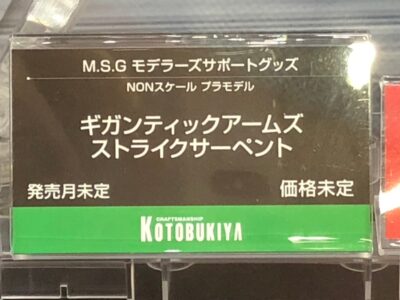 M.S.G モデラーズサポートグッズ
NONスケール プラモデル
ギガンティックアームズ
ストライクサーペント
発売月未定 価格未定
CRAFTSMANSHIP
KOTOBUKIYA